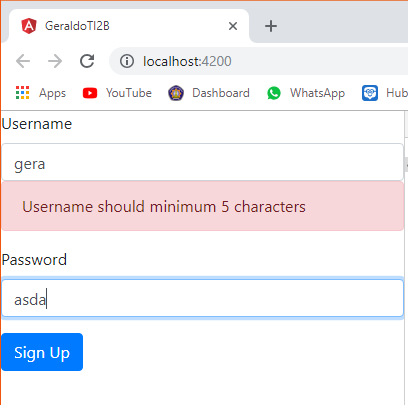 GeraldoTI2B
localhost:4200
Apps YouTube Dashboard WhatsApp Hub
Username
gera
Username should minimum 5 characters
Password
asda
Sign Up